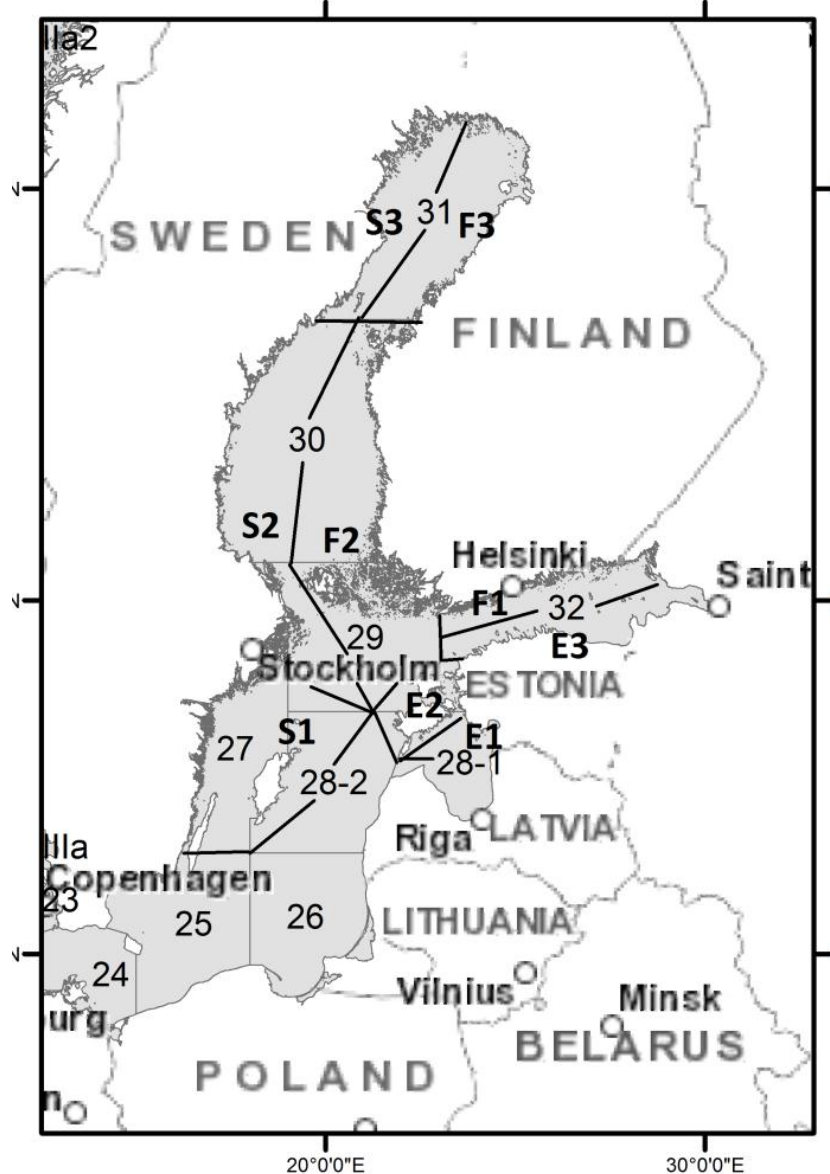 IIa2
31
S3
F3
SWEDEN
FINLAND
30
S2
F2
Helsinki
Saint
F1
32
29
E3
Stockholm
ESTONIA
E2
S1
E1
27
28-1
28-2
Riga
LATVIA
IIa
Copenhagen
23
25
26
LITHUANIA
24
Vilnius
Minsk
urg
BELARUS
POLAND
n
20°0'0"E
30°0'0"E